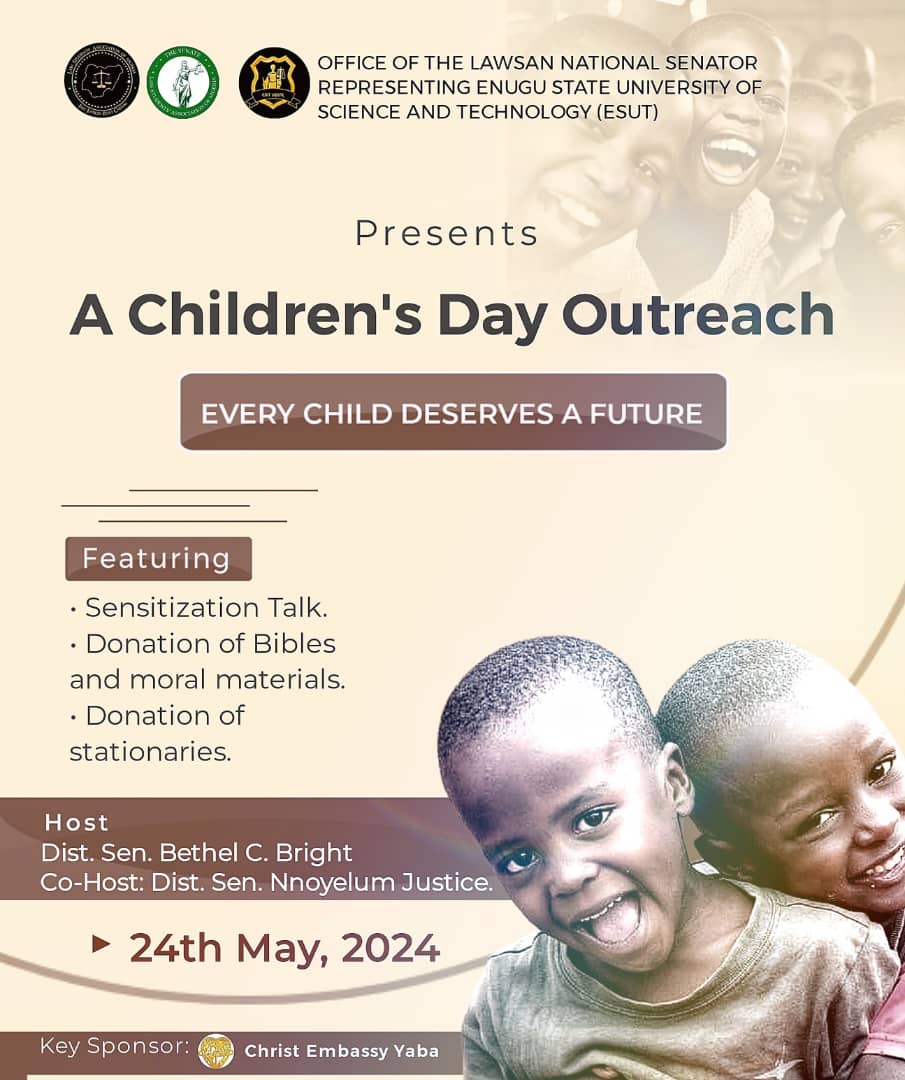 OFFICE OF THE LAWSAN NATIONAL SENATOR
REPRESENTING ENUGU STATE UNIVERSITY OF
SCIENCE AND TECHNOLOGY (ESUT)
Presents
A Children's Day Outreach
EVERY CHILD DESERVES A FUTURE
Featuring
• Sensitization Talk.
• Donation of Bibles
and moral materials.
• Donation of
stationaries.
Host
Dist. Sen. Bethel C. Bright
Co-Host: Dist. Sen. Nnoyelum Justice.
24th May, 2024
Key Sponsor: Christ Embassy Yaba